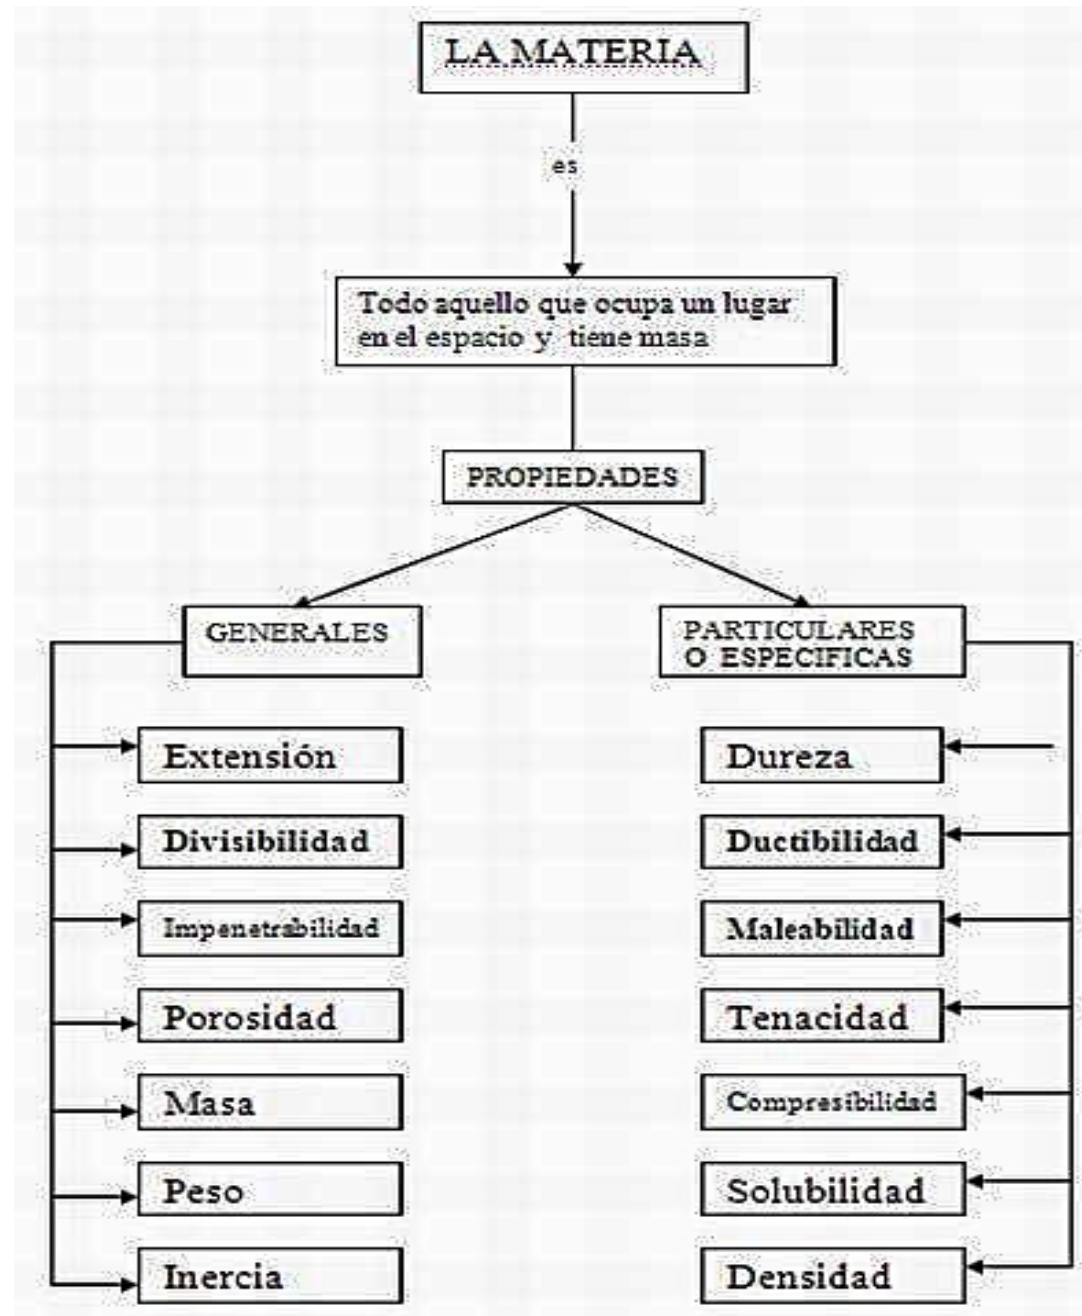 LA MATERIA
es
Todo aquello que ocupa un lugar
en el espacio y tiene masa
PROPIEDADES
GENERALES
PARTICULARES
O ESPECIFICAS
Extensión
Divisibilidad
Impenetrabilidad
Porosidad
Masa
Peso
Inercia
Dureza
Ductibilidad
Maleabilidad
Tenacidad
Compresibilidad
Solubilidad
Densidad